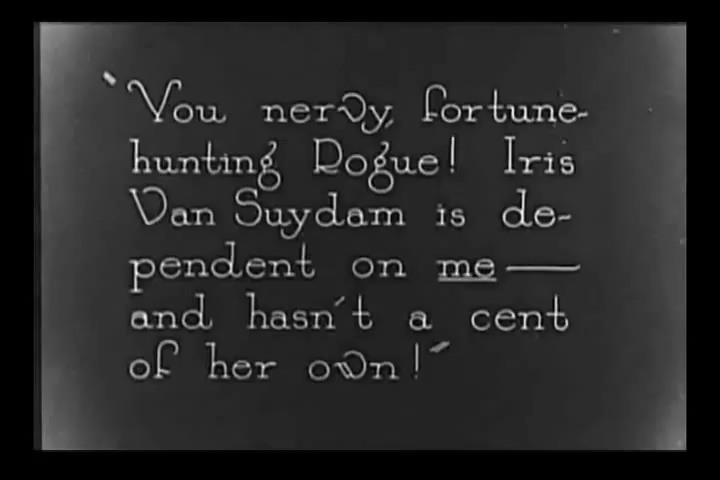 "You nervy, fortune-
hunting Rogue! Iris
Van Suydam is de-
pendent on me —
and hasn't a cent
of her own!"